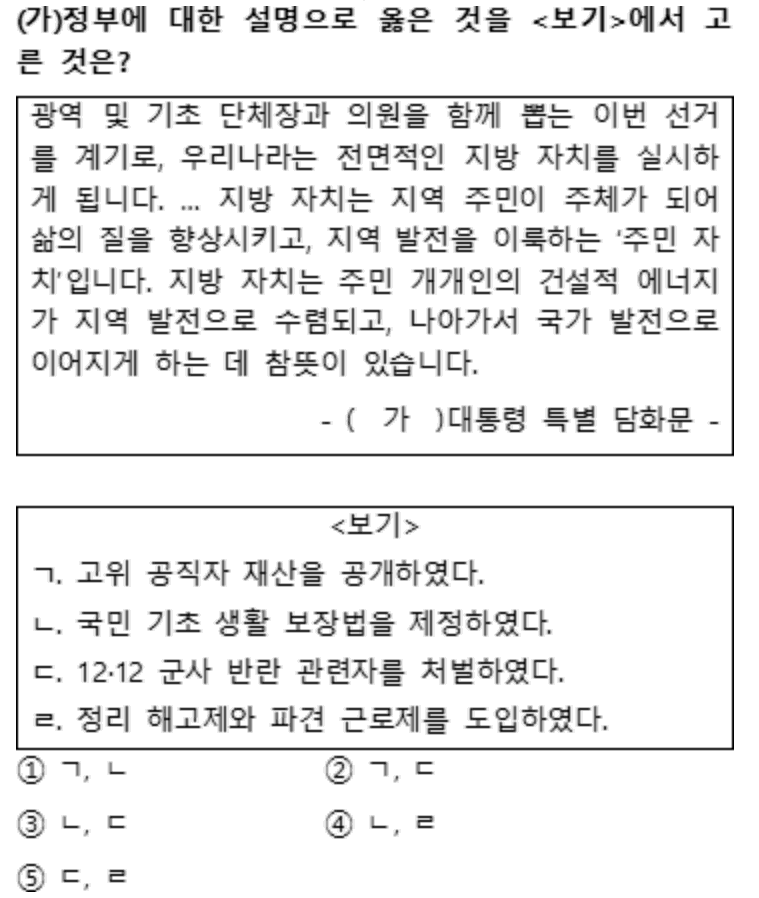 (가)정부에 대한 설명으로 옳은 것을 <보기>에서 고
른 것은?
광역 및 기초 단체장과 의원을 함께 뽑는 이번 선거
를 계기로, 우리나라는 전면적인 지방 자치를 실시하
게 됩니다. ... 지방 자치는 지역 주민이 주체가 되어
삶의 질을 향상시키고, 지역 발전을 이룩하는 ‘주민 자
치’입니다. 지방 자치는 주민 개개인의 건설적 에너지
가 지역 발전으로 수렴되고, 나아가서 국가 발전으로
이어지게 하는 데 참뜻이 있습니다.
- ( 가 )대통령 특별 담화문 -
<보기>
ㄱ. 고위 공직자 재산을 공개하였다.
ㄴ. 국민 기초 생활 보장법을 제정하였다.
ㄷ. 12·12 군사 반란 관련자를 처벌하였다.
ㄹ. 정리 해고제와 파견 근로제를 도입하였다.
① ㄱ, ㄴ ② ㄱ, ㄷ
③ ㄴ, ㄷ ④ ㄴ, ㄹ
⑤ ㄷ, ㄹ